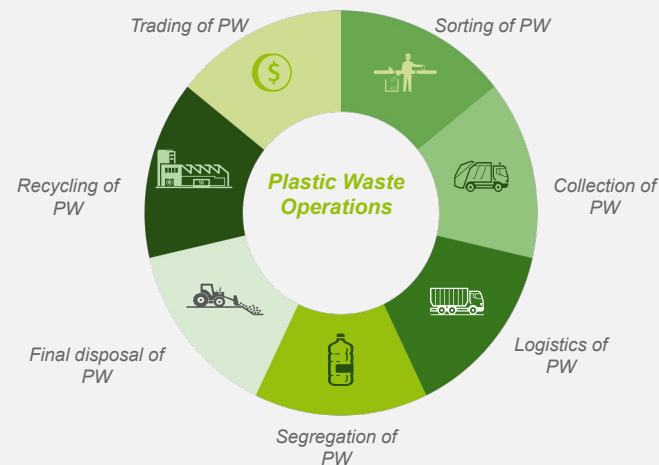 Trading of PW
Sorting of PW
$
Plastic Waste
Operations
Recycling of
PW
Collection of
PW
Final disposal of
PW
Logistics of
PW
Segregation of
PW